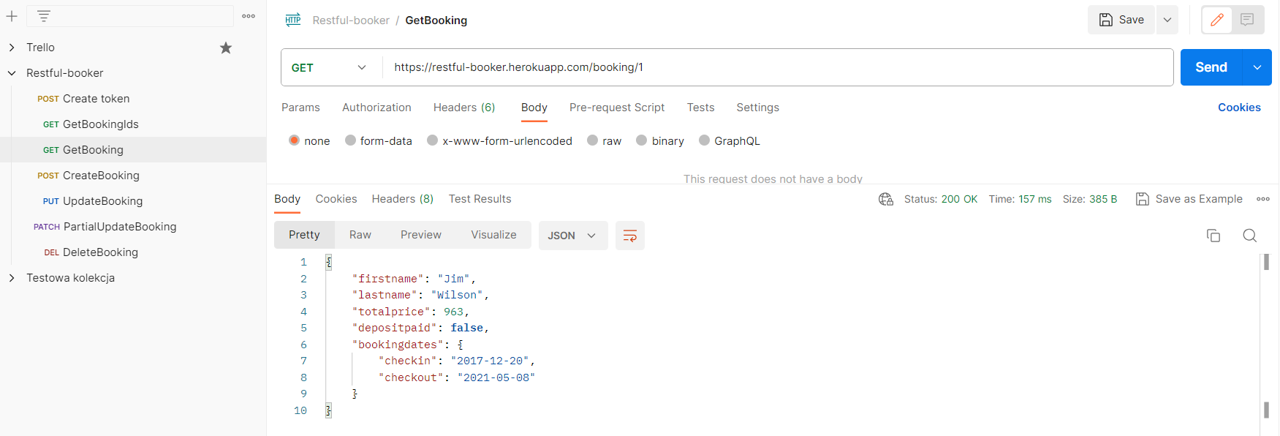 HTTP Restful-booker / GetBooking Save
Trello
Restful-booker
POST Create token
GET GetBookingIds
GET GetBooking
POST CreateBooking
PUT UpdateBooking
PATCH PartialUpdateBooking
DEL DeleteBooking
Testowa kolekcja
GET https://restful-booker.herokuapp.com/booking/1 Send
Params Authorization Headers (6) Body Pre-request Script Tests Settings Cookies
none form-data x-www-form-urlencoded raw binary GraphQL
This request does not have a body
Body Cookies Headers (8) Test Results Status: 200 OK Time: 157 ms Size: 385 B Save as Example
Pretty Raw Preview Visualize JSON
1 {
2 "firstname": "Jim",
3 "lastname": "Wilson",
4 "totalprice": 963,
5 "depositpaid": false,
6 "bookingdates": {
7 "checkin": "2017-12-20",
8 "checkout": "2021-05-08"
9 }
10 }